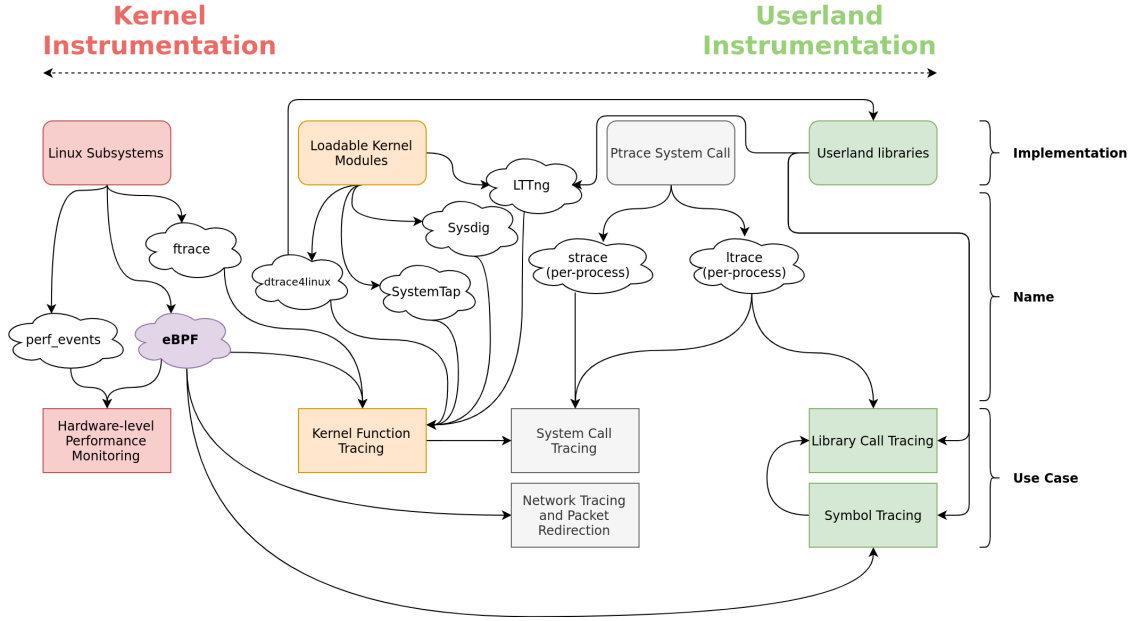 Kernel
Instrumentation
Userland
Instrumentation
Linux Subsystems
Loadable Kernel
Modules
Ptrace System Call
Userland libraries
Implementation
LTTng
Sysdig
ftrace
strace
(per-process)
ltrace
(per-process)
dtrace4linux
SystemTap
Name
perf_events
eBPF
Hardware-level
Performance
Monitoring
Kernel Function
Tracing
System Call
Tracing
Library Call Tracing
Use Case
Network Tracing
and Packet
Redirection
Symbol Tracing